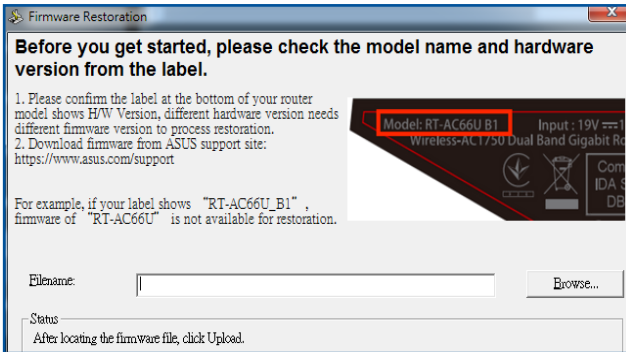 Firmware Restoration
Before you get started, please check the model name and hardware
version from the label.
1. Please confirm the label at the bottom of your router
model shows H/W Version, different hardware version needs
different firmware version to process restoration.
2. Download firmware from ASUS support site:
https://www.asus.com/support
For example, if your label shows “RT-AC66U_B1”,
firmware of “RT-AC66U” is not available for restoration.
Model: RT-AC66U B1 Input : 19V
Wireless-AC1750 Dual Band Gigabit
IDA
DB
Filename:
Browse...
Status
After locating the firmware file, click Upload.